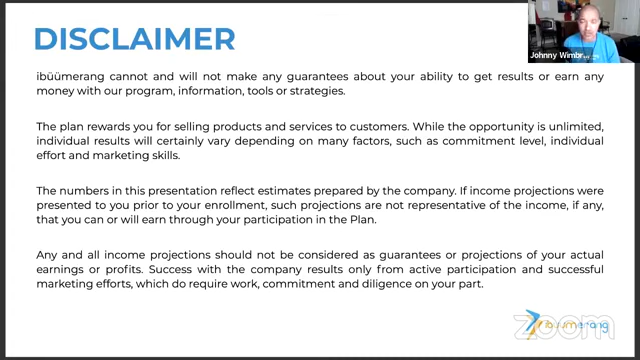 DISCLAIMER
Johnny Wimbr...
ibüümerang cannot and will not make any guarantees about your ability to get results or earn any
money with our program, information, tools or strategies.
The plan rewards you for selling products and services to customers. While the opportunity is unlimited,
individual results will certainly vary depending on many factors, such as commitment level, individual
effort and marketing skills.
The numbers in this presentation reflect estimates prepared by the company. If income projections were
presented to you prior to your enrollment, such projections are not representative of the income, if any,
that you can or will earn through your participation in the Plan.
Any and all income projections should not be considered as guarantees or projections of your actual
earnings or profits. Success with the company results only from active participation and successful
marketing efforts, which do require work, commitment and diligence on your part.
zoom
ibüümerang